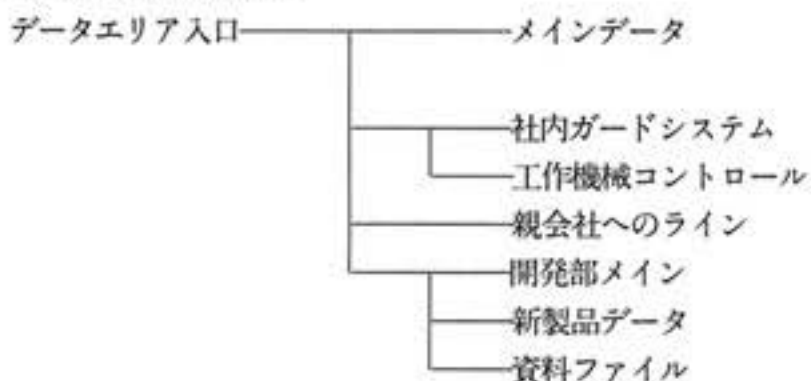 データエリア入口
メインデータ
社内ガードシステム
工作機械コントロール
親会社へのライン
開発部メイン
新製品データ
資料ファイル